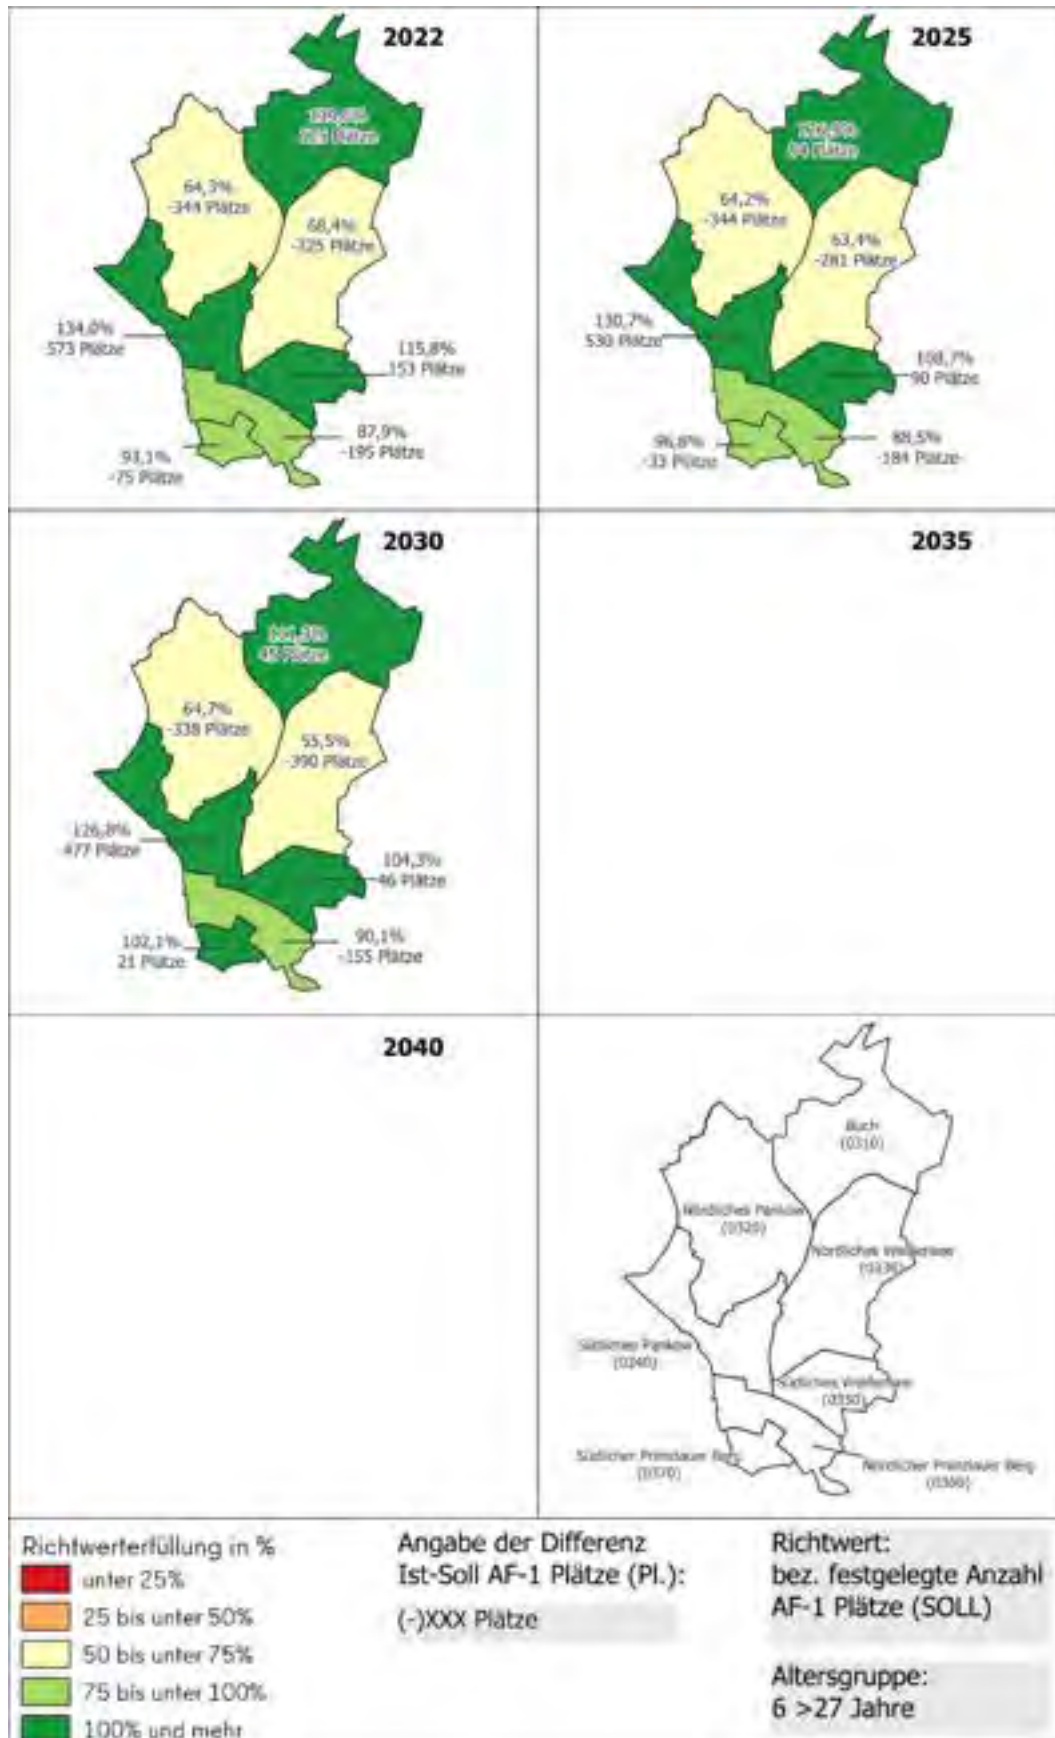 2022
64,3%
-344 Plätze
68,4%
Plätze
134,0%
573 Plätze
115,8%
153 Plätze
87,9%
-195 Plätze
93,1%
-75 Plätze
2025
Plätze
64,2%
-344 Plätze
63,4%
-281 Plätze
130,7%
530 Plätze
108,7%
90 Plätze
96,8%
-33 Plätze
88,5%
-184 Plätze
2030
45 Plätze
64,7%
-338 Plätze
55,5%
-390 Plätze
126,8%
477 Plätze
104,3%
46 Plätze
102,1%
21 Plätze
90,1%
-155 Plätze
2035
2040
Buch
(0310)
Nördliches Pankow
(0320)
Nördliches Weißensee
Südliches Pankow
Südliches Weißensee
(0350)
Südlicher Prenzlauer Berg
(0370)
Nördlicher Prenzlauer Berg
Richtwerterfüllung in %
unter 25%
25 bis unter 50%
50 bis unter 75%
75 bis unter 100%
100% und mehr
Angabe der Differenz
Ist-Soll AF-1 Plätze (Pl.):
(-)XXX Plätze
Richtwert:
bez. festgelegte Anzahl
AF-1 Plätze (SOLL)
Altersgruppe:
6 >27 Jahre